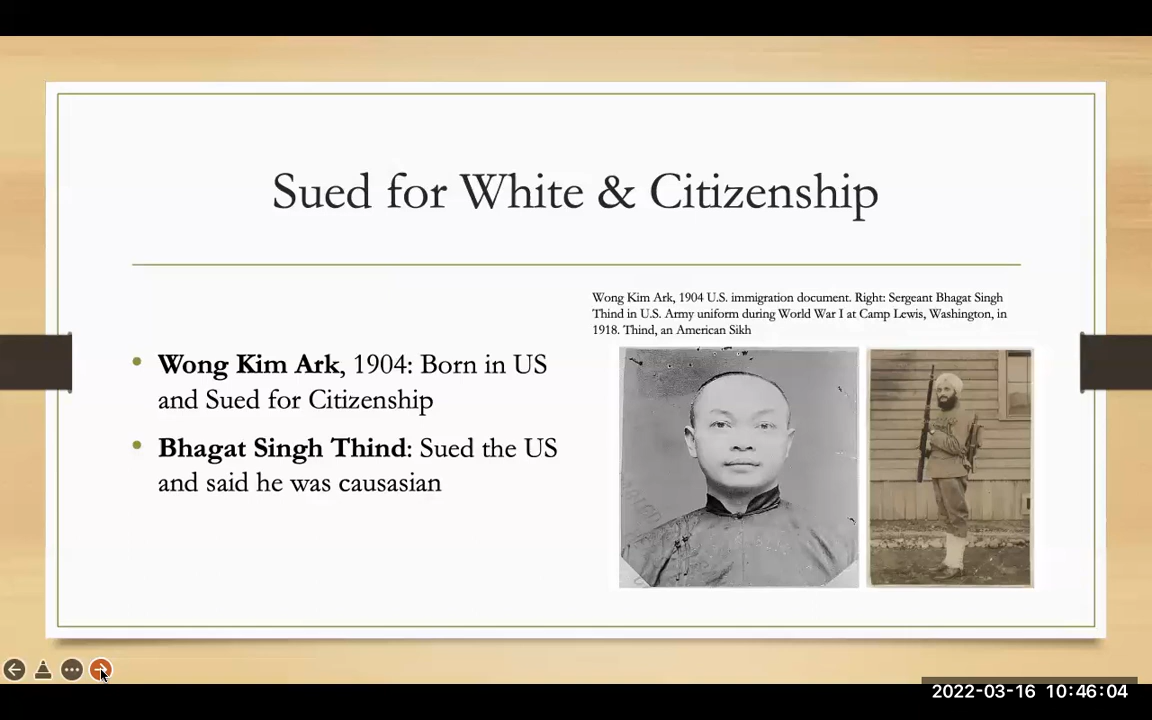 Sued for White & Citizenship
Wong Kim Ark, 1904 U.S. immigration document. Right: Sergeant Bhagat Singh
Thind in U.S. Army uniform during World War I at Camp Lewis, Washington, in
1918. Thind, an American Sikh
• Wong Kim Ark, 1904: Born in US
and Sued for Citizenship
• Bhagat Singh Thind: Sued the US
and said he was causasian
2022-03-16 10:46:04